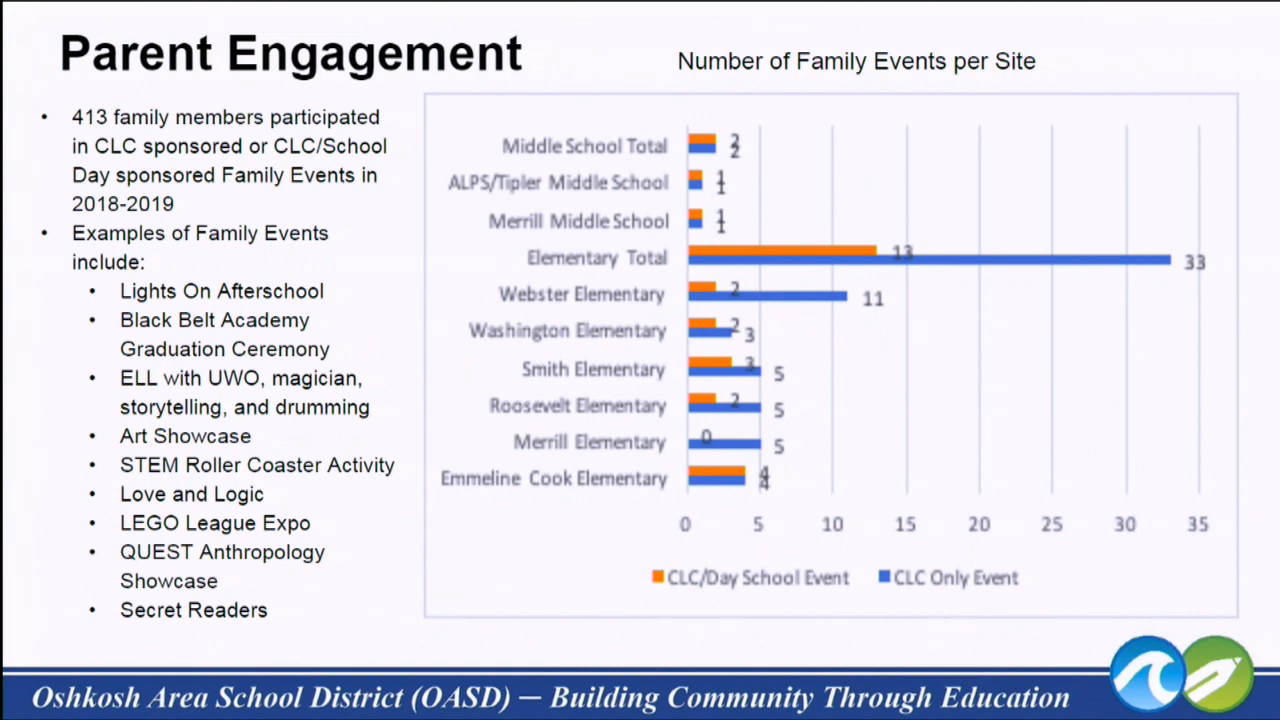 Parent Engagement
• 413 family members participated
in CLC sponsored or CLC/School
Day sponsored Family Events in
2018-2019
• Examples of Family Events
include:
• Lights On Afterschool
• Black Belt Academy
Graduation Ceremony
• ELL with UWO, magician,
storytelling, and drumming
• Art Showcase
• STEM Roller Coaster Activity
• Love and Logic
• LEGO League Expo
• QUEST Anthropology
Showcase
• Secret Readers
Number of Family Events per Site
Middle School Total 2 2
ALPS/Tipler Middle School 1 1
Merrill Middle School 1 1
Elementary Total 13 33
Webster Elementary 2 11
Washington Elementary 2 3
Smith Elementary 3 5
Roosevelt Elementary 2 5
Merrill Elementary 0 5
Emmeline Cook Elementary 4 4
0 5 10 15 20 25 30 35
CLC/Day School Event CLC Only Event
Oshkosh Area School District (OASD) — Building Community Through Education